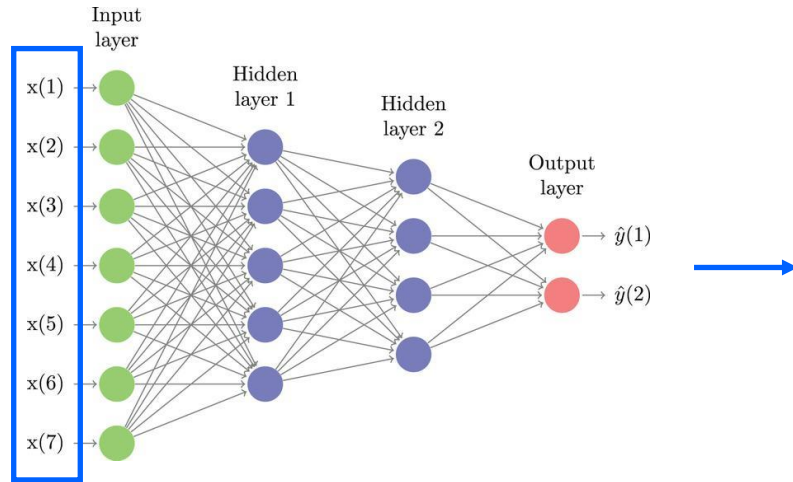 Input
layer
Hidden
layer 1
Hidden
layer 2
Output
layer
x(1)
x(2)
x(3)
x(4)
x(5)
x(6)
x(7)
ŷ(1)
ŷ(2)